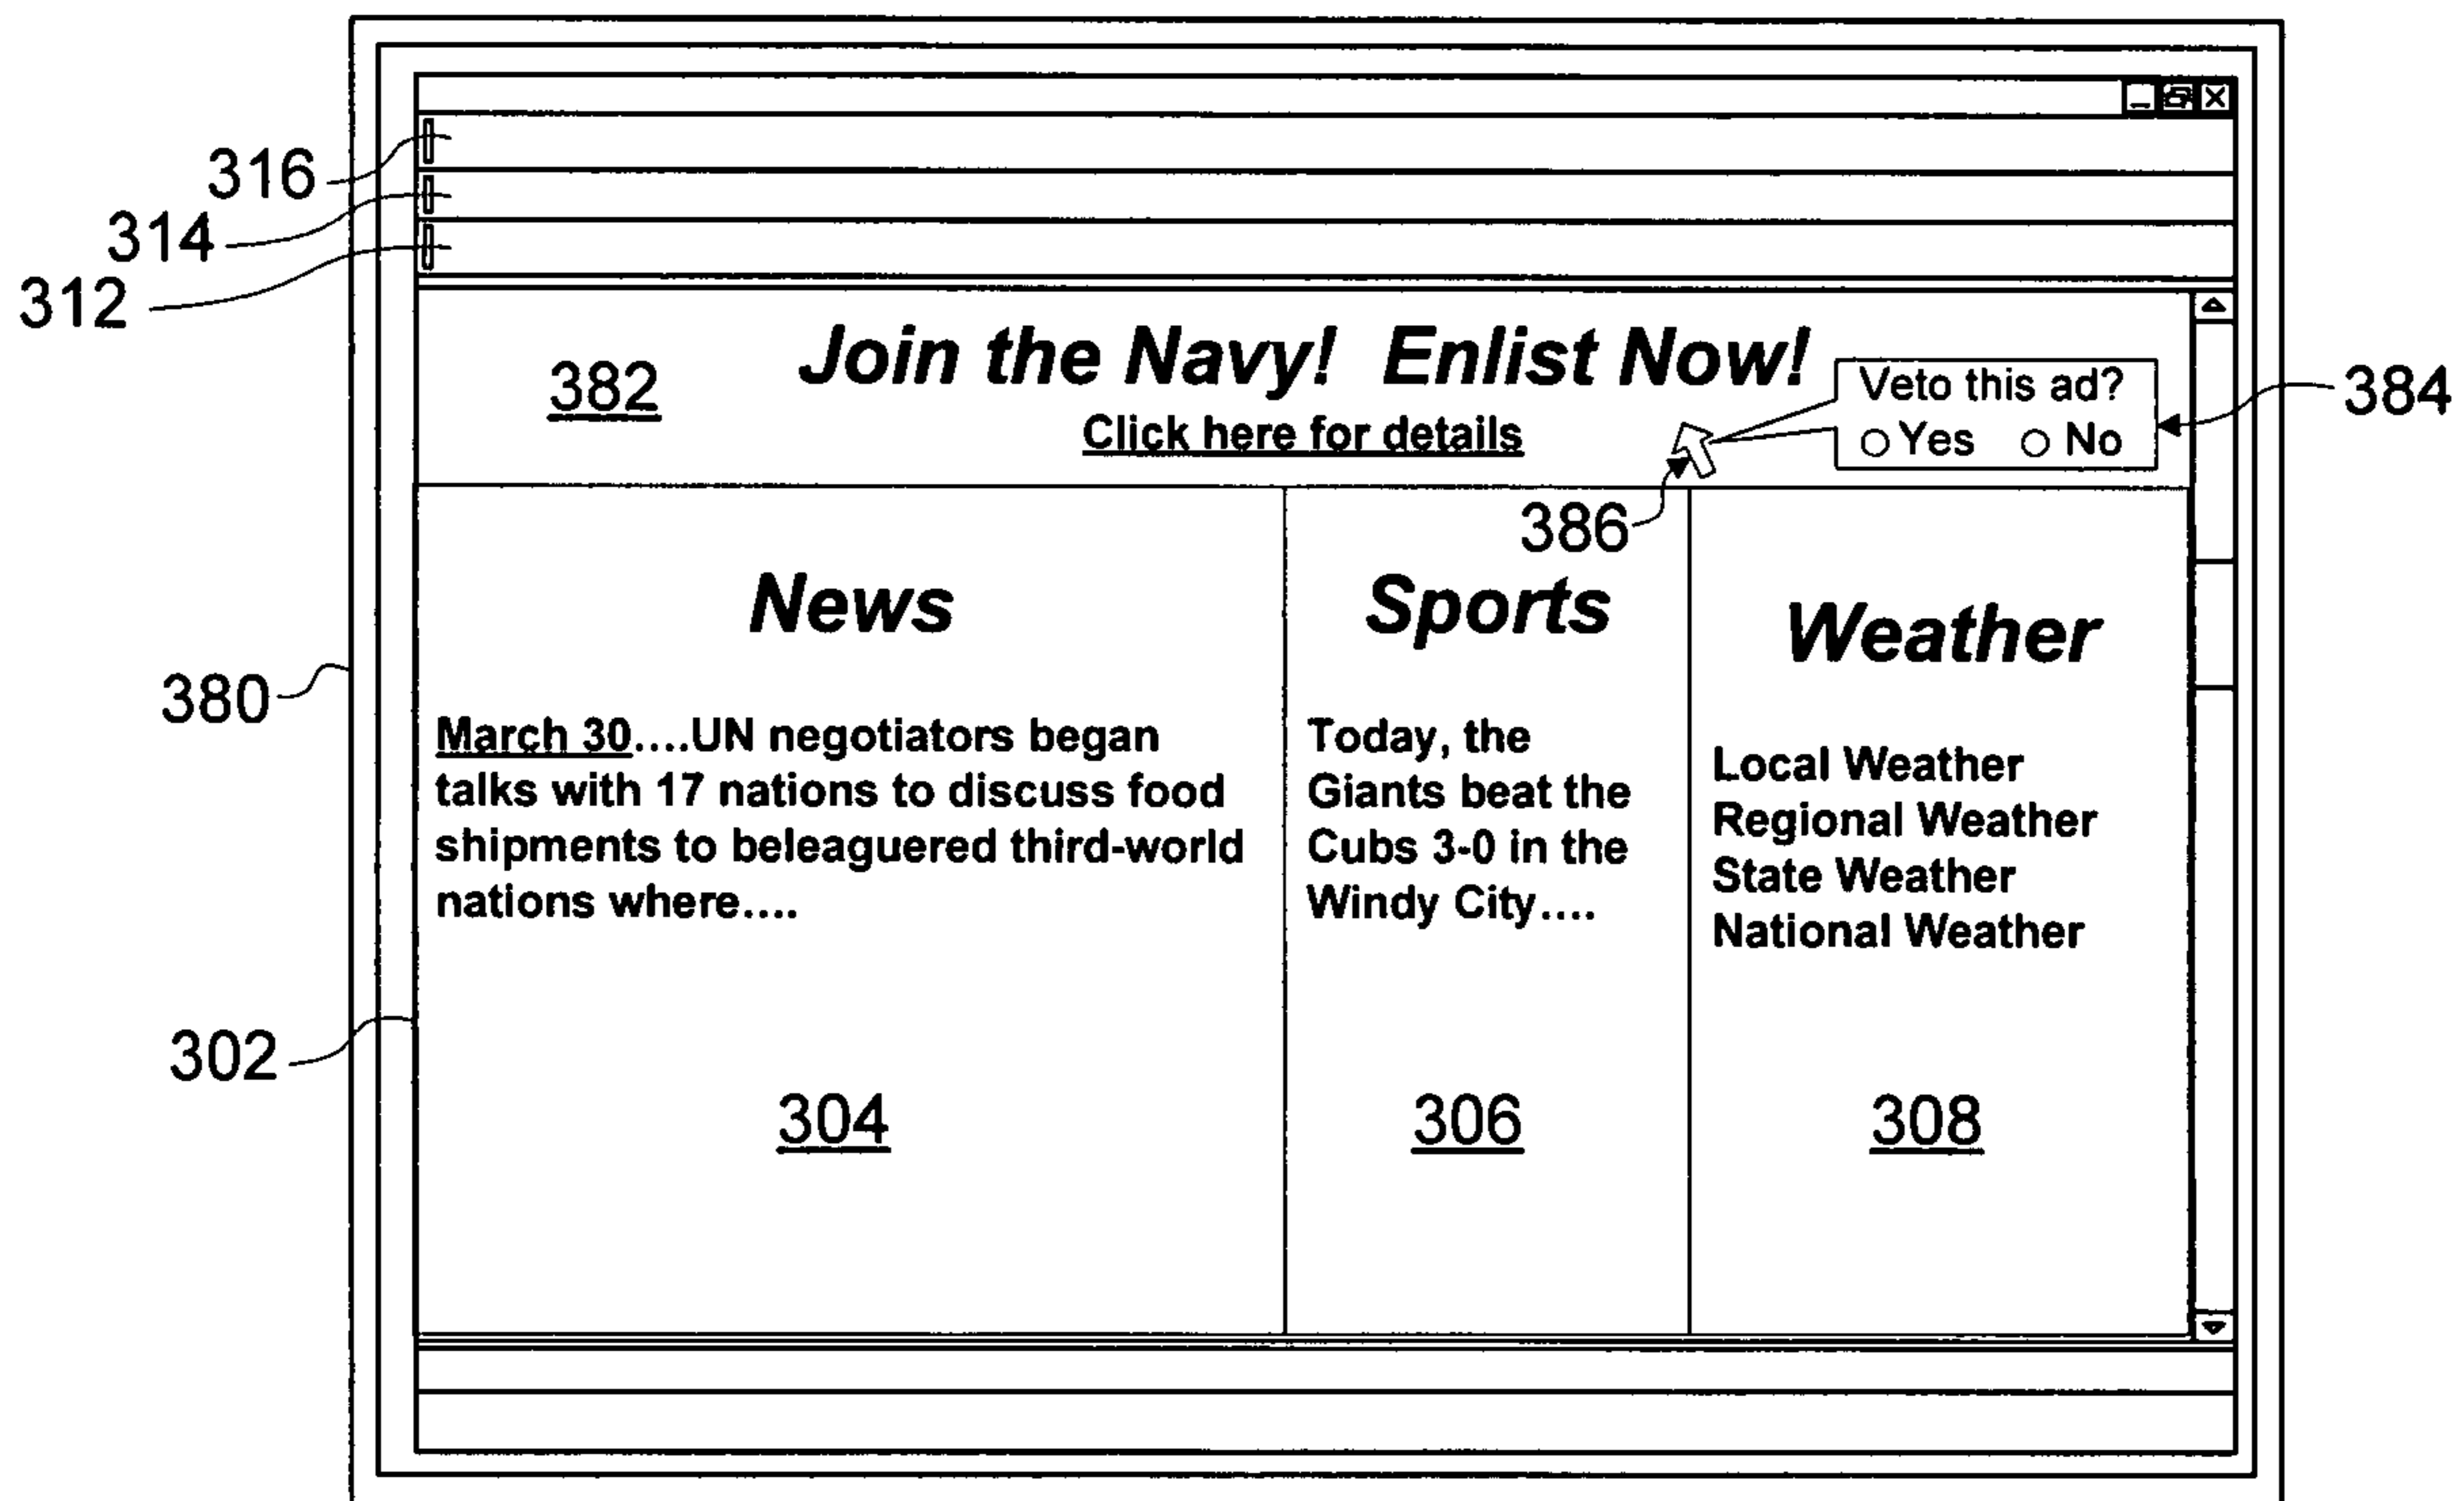 316
314
312
Join the Navy! Enlist Now!
382
Click here for details
Veto this ad?
Yes No
384
386
News
Sports
Weather
380
March 30....UN negotiators began
talks with 17 nations to discuss food
shipments to beleaguered third-world
nations where....
Today, the
Giants beat the
Cubs 3-0 in the
Windy City....
Local Weather
Regional Weather
State Weather
National Weather
302
304
306
308